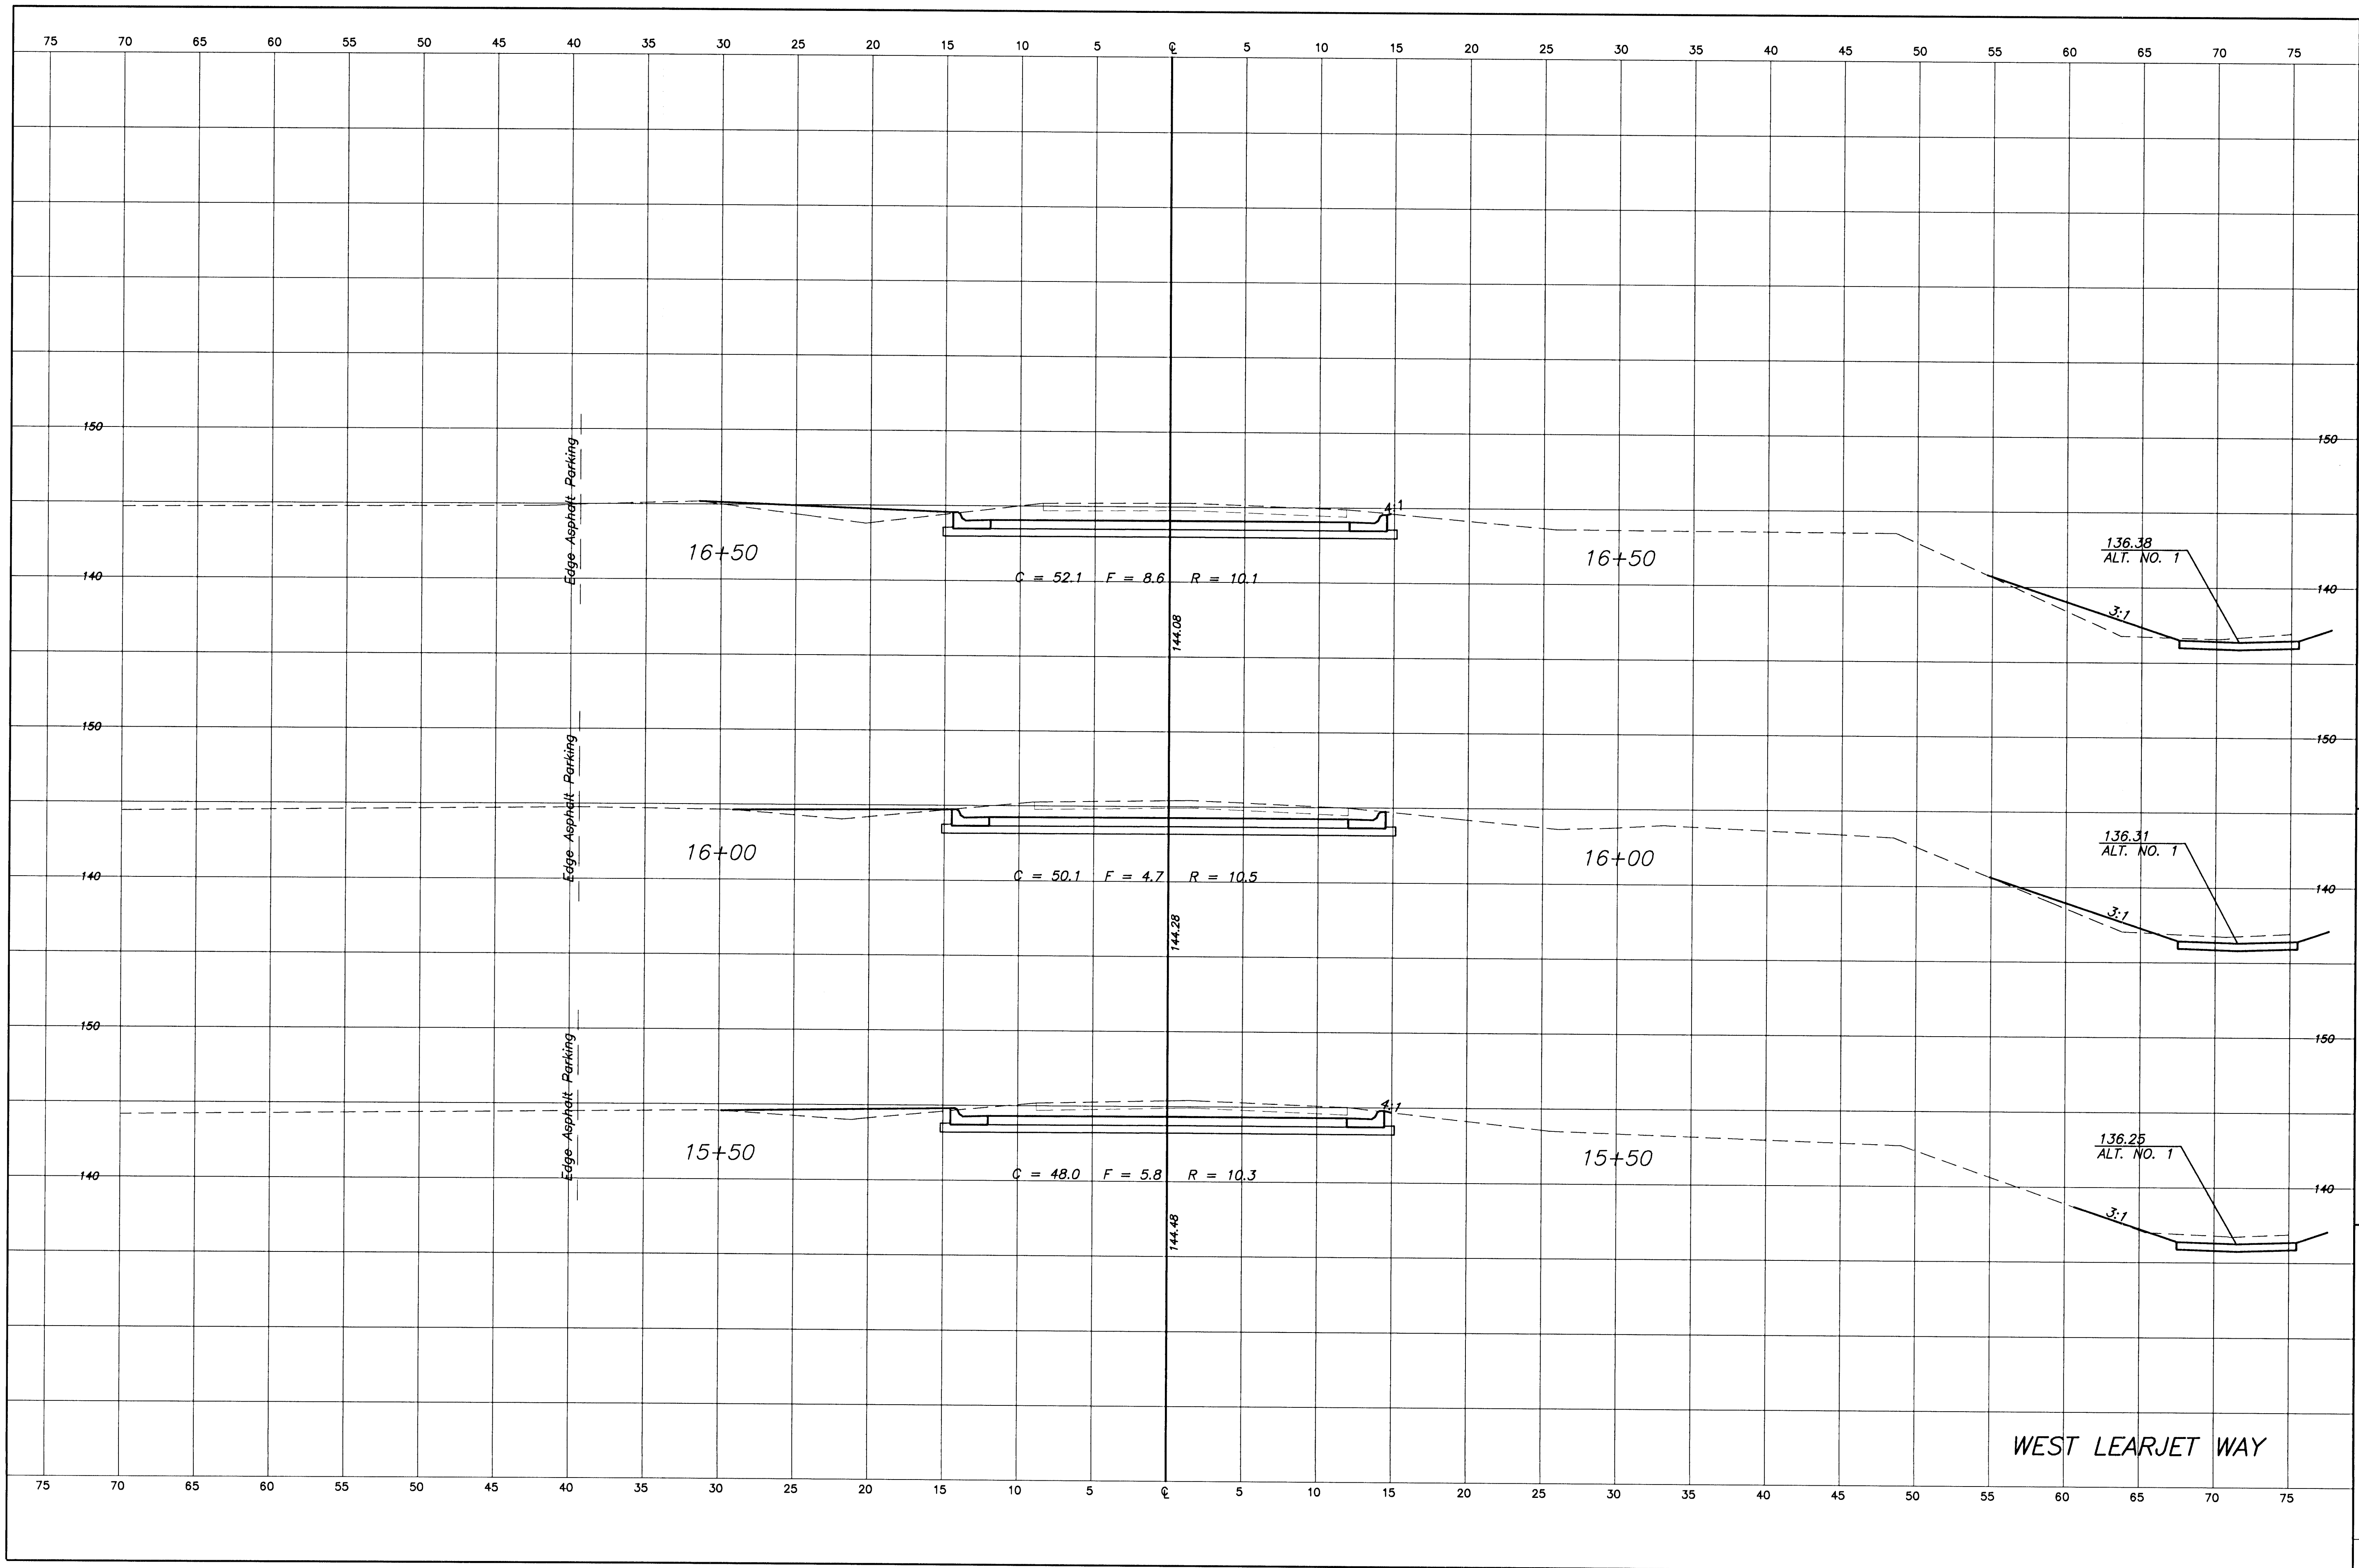 75 70 65 60 55 50 45 40 35 30 25 20 15 10 5 ℄ 5 10 15 20 25 30 35 40 45 50 55 60 65 70 75
150
150
Edge Asphalt Parking
4:1
16+50
16+50
136.38
ALT. NO. 1
140
140
C = 52.1 F = 8.6 R = 10.1
3:1
144.08
150
150
Edge Asphalt Parking
16+00
16+00
136.31
ALT. NO. 1
140
140
C = 50.1 F = 4.7 R = 10.5
3:1
144.28
150
150
Edge Asphalt Parking
4:1
15+50
15+50
136.25
ALT. NO. 1
140
140
C = 48.0 F = 5.8 R = 10.3
3:1
144.48
WEST LEARJET WAY
75 70 65 60 55 50 45 40 35 30 25 20 15 10 5 ℄ 5 10 15 20 25 30 35 40 45 50 55 60 65 70 75